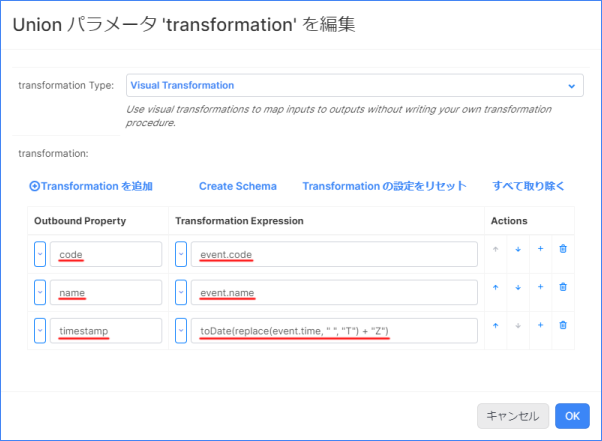 Union パラメータ 'transformation' を編集
transformation Type:
Visual Transformation
Use visual transformations to map inputs to outputs without writing your own transformation
procedure.
transformation:
Transformation を追加
Create Schema
Transformation の設定をリセット
すべて取り除く
Outbound Property
Transformation Expression
Actions
code
event.code
name
event.name
timestamp
toDate(replace(event.time, " ", "T") + "Z")
キャンセル
OK